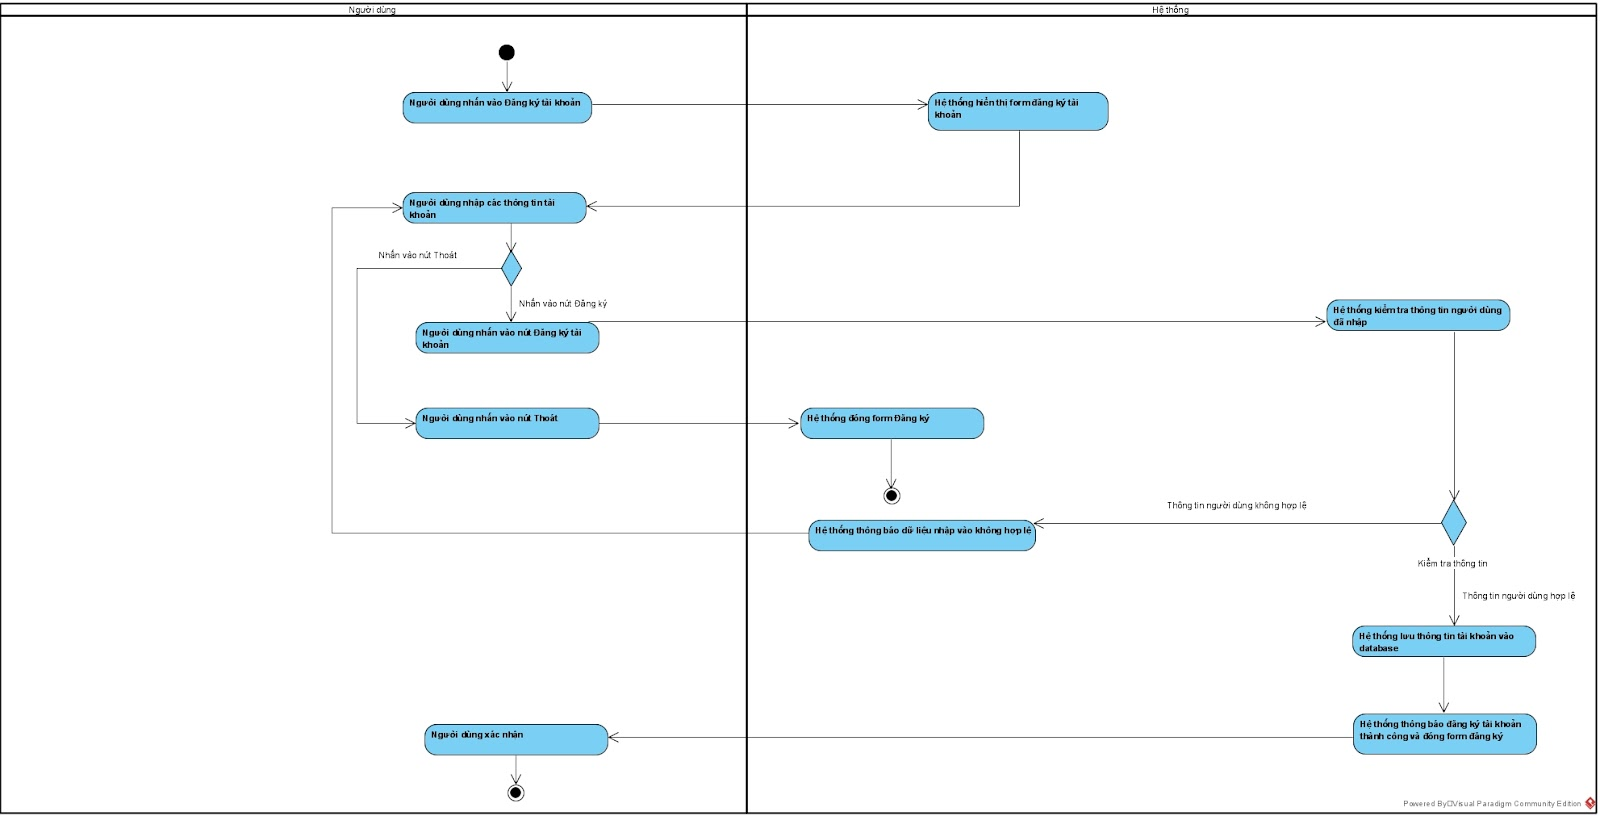 Người dùng
Hệ thống
Người dùng nhấn vào Đăng ký tài khoản
Hệ thống hiển thị form đăng ký tài
khoản
Người dùng nhập các thông tin tài
khoản
Nhấn vào nút Thoát
Nhấn vào nút Đăng ký
Người dùng nhấn vào nút Đăng ký tài
khoản
Hệ thống kiểm tra thông tin người dùng
đã nhập
Người dùng nhấn vào nút Thoát
Hệ thống đóng form Đăng ký
Thông tin người dùng không hợp lệ
Hệ thống thông báo dữ liệu nhập vào không hợp lệ
Kiểm tra thông tin
Thông tin người dùng hợp lệ
Hệ thống lưu thông tin tài khoản vào
database
Hệ thống thông báo đăng ký tài khoản
thành công và đóng form đăng ký
Người dùng xác nhận
Powered By Visual Paradigm Community Edition